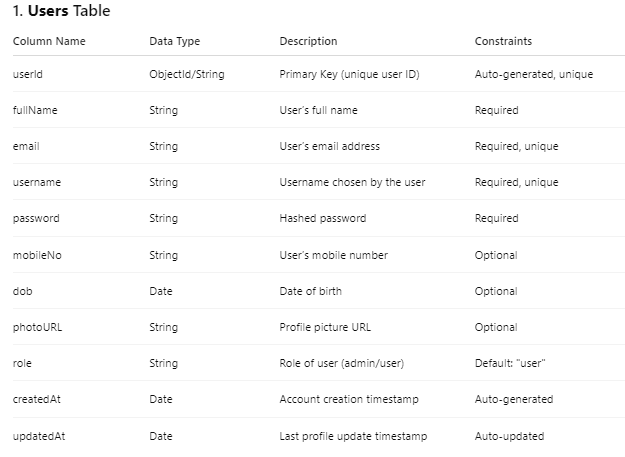 1. Users Table
Column Name Data Type Description Constraints
userId ObjectId/String Primary Key (unique user ID) Auto-generated, unique
fullName String User's full name Required
email String User's email address Required, unique
username String Username chosen by the user Required, unique
password String Hashed password Required
mobileNo String User's mobile number Optional
dob Date Date of birth Optional
photoURL String Profile picture URL Optional
role String Role of user (admin/user) Default: "user"
createdAt Date Account creation timestamp Auto-generated
updatedAt Date Last profile update timestamp Auto-updated